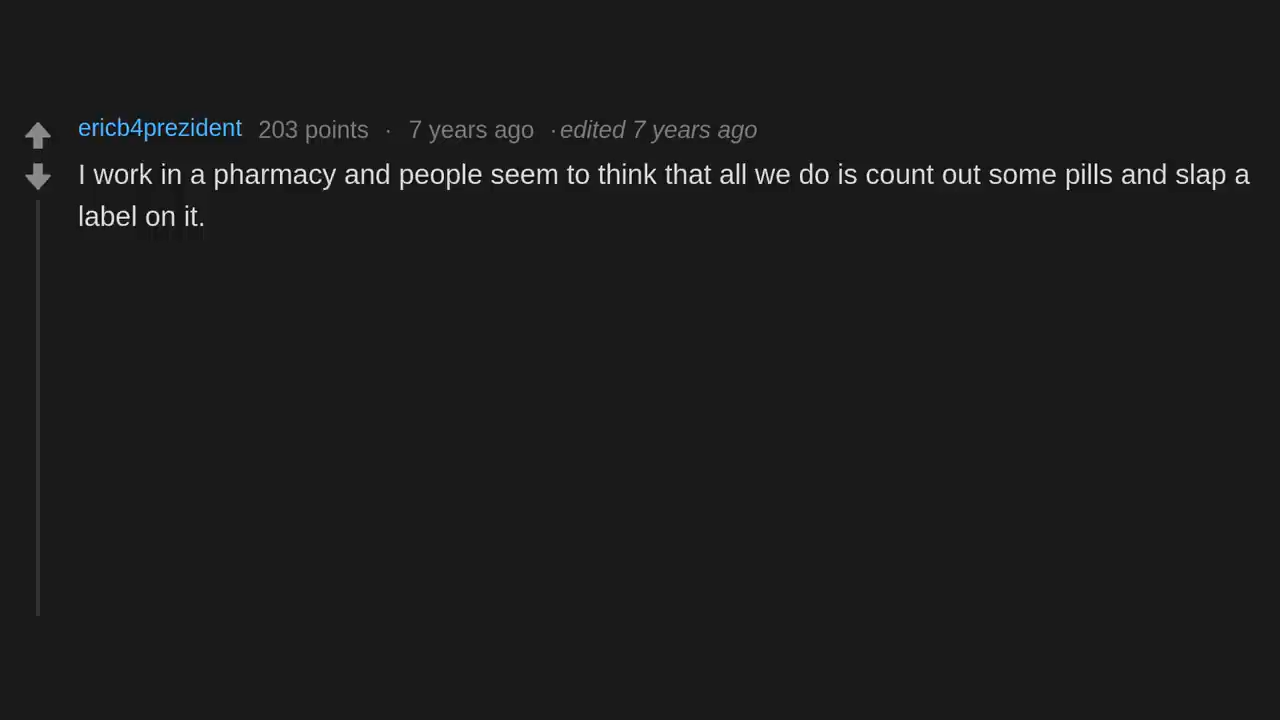 ericb4prezident 203 points · 7 years ago · edited 7 years ago
I work in a pharmacy and people seem to think that all we do is count out some pills and slap a
label on it.